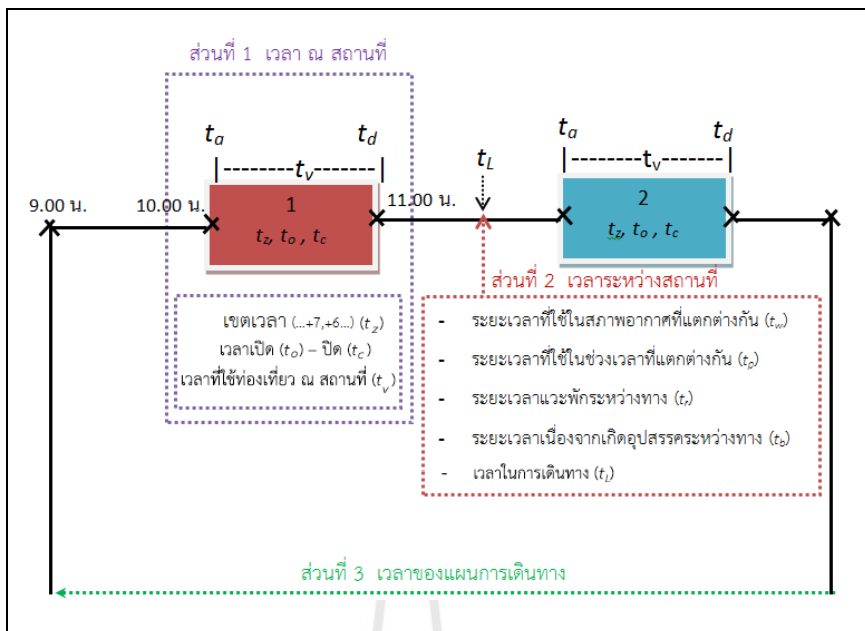 ส่วนที่ 1 เวลา ณ สถานที่
ta td tL ta td
|--------tv-------| |--------tv-------|
9.00 น. 10.00 น. 1 11.00 น. 2
tz, to , tc tz, to , tc
ส่วนที่ 2 เวลาระหว่างสถานที่
เขตเวลา (...+7,+6...) (tz)
เวลาเปิด (to) – ปิด (tc)
เวลาที่ใช้ท่องเที่ยว ณ สถานที่ (tv)
- ระยะเวลาที่ใช้ในสภาพอากาศที่แตกต่างกัน (tw)
- ระยะเวลาที่ใช้ในช่วงเวลาที่แตกต่างกัน (tp)
- ระยะเวลาแวะพักระหว่างทาง (tr)
- ระยะเวลาเนื่องจากเกิดอุปสรรคระหว่างทาง (tb)
- เวลาในการเดินทาง (tL)
ส่วนที่ 3 เวลาของแผนการเดินทาง